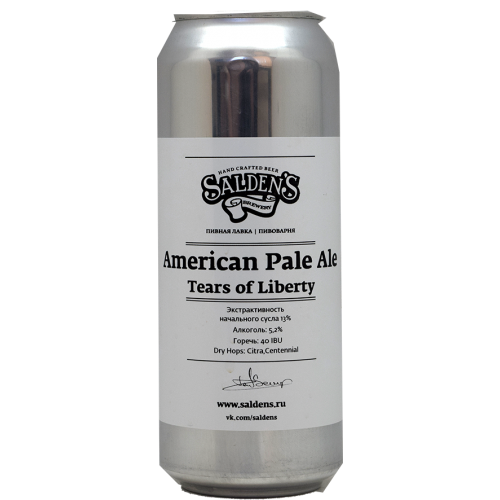 HAND CRAFTED BEER
SALDEN'S
BREWERY
ПИВНАЯ ЛАВКА | ПИВОВАРНЯ
American Pale Ale
Tears of Liberty
Экстрактивность
начального сусла 13%
Алкоголь: 5,2%
Горечь: 40 IBU
Dry Hops: Citra,Centennial
www.saldens.ru
vk.com/saldens